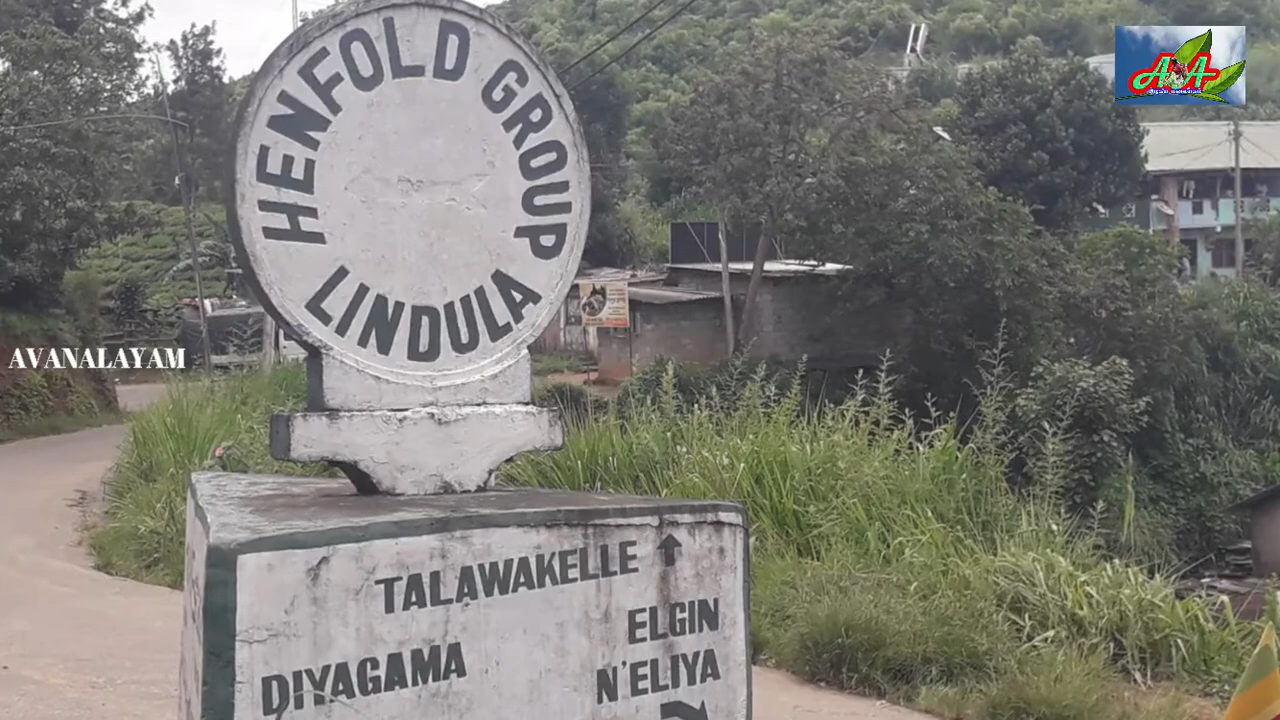 HENFOLD GROUP
LINDULA
AVANALAYAM
TALAWAKELLE ↑
ELGIN
DIYAGAMA
N'ELIYA